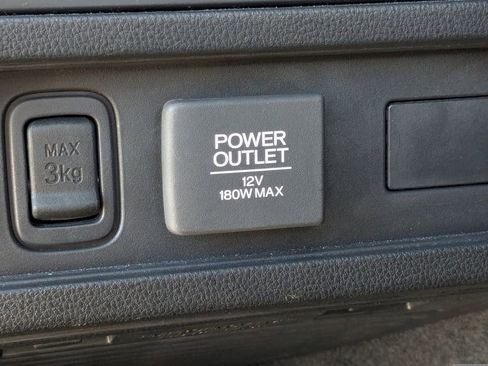 MAX
3kg
POWER
OUTLET
12V
180W MAX